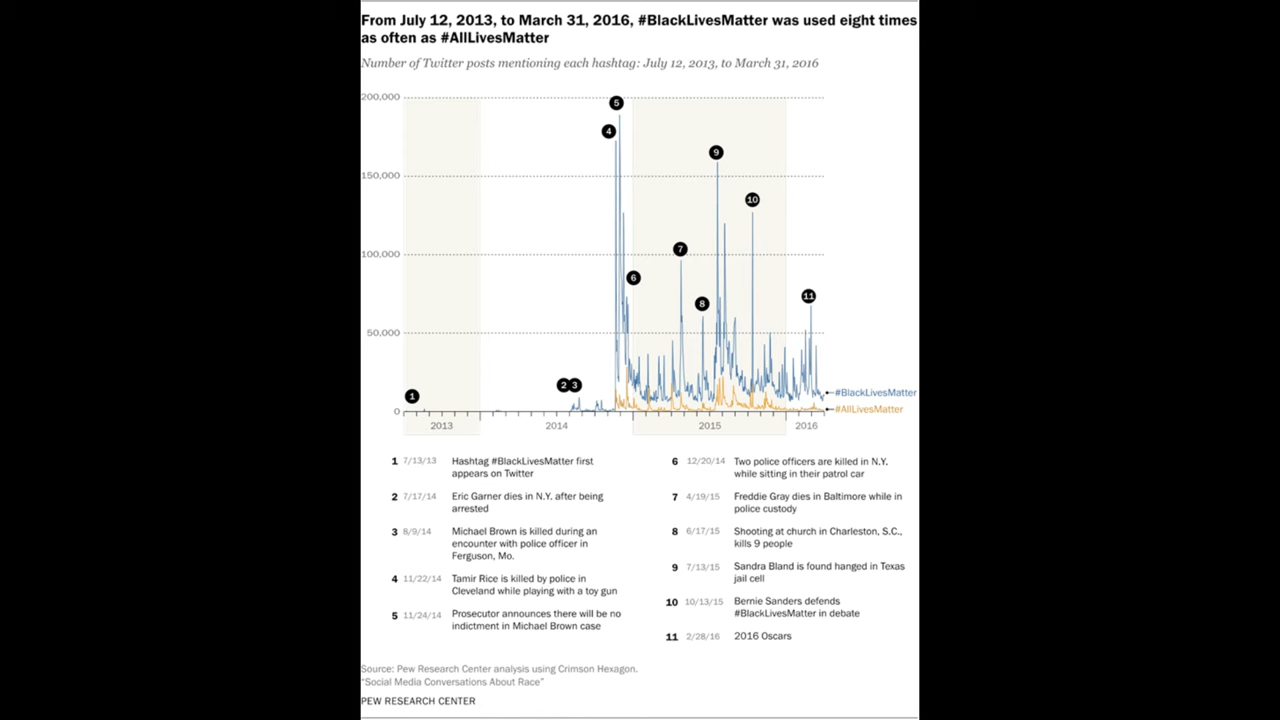 From July 12, 2013, to March 31, 2016, #BlackLivesMatter was used eight times
as often as #AllLivesMatter
Number of Twitter posts mentioning each hashtag: July 12, 2013, to March 31, 2016
200,000
5
4
9
150,000
10
7
100,000
6
11
8
50,000
2 3
1
#BlackLivesMatter
#AllLivesMatter
0
2013 2014 2015 2016
1 7/13/13 Hashtag #BlackLivesMatter first
appears on Twitter
2 7/17/14 Eric Garner dies in N.Y. after being
arrested
3 8/9/14 Michael Brown is killed during an
encounter with police officer in
Ferguson, Mo.
4 11/22/14 Tamir Rice is killed by police in
Cleveland while playing with a toy gun
5 11/24/14 Prosecutor announces there will be no
indictment in Michael Brown case
6 12/20/14 Two police officers are killed in N.Y.
while sitting in their patrol car
7 4/19/15 Freddie Gray dies in Baltimore while in
police custody
8 6/17/15 Shooting at church in Charleston, S.C.,
kills 9 people
9 7/13/15 Sandra Bland is found hanged in Texas
jail cell
10 10/13/15 Bernie Sanders defends
#BlackLivesMatter in debate
11 2/28/16 2016 Oscars
Source: Pew Research Center analysis using Crimson Hexagon.
"Social Media Conversations About Race"
PEW RESEARCH CENTER